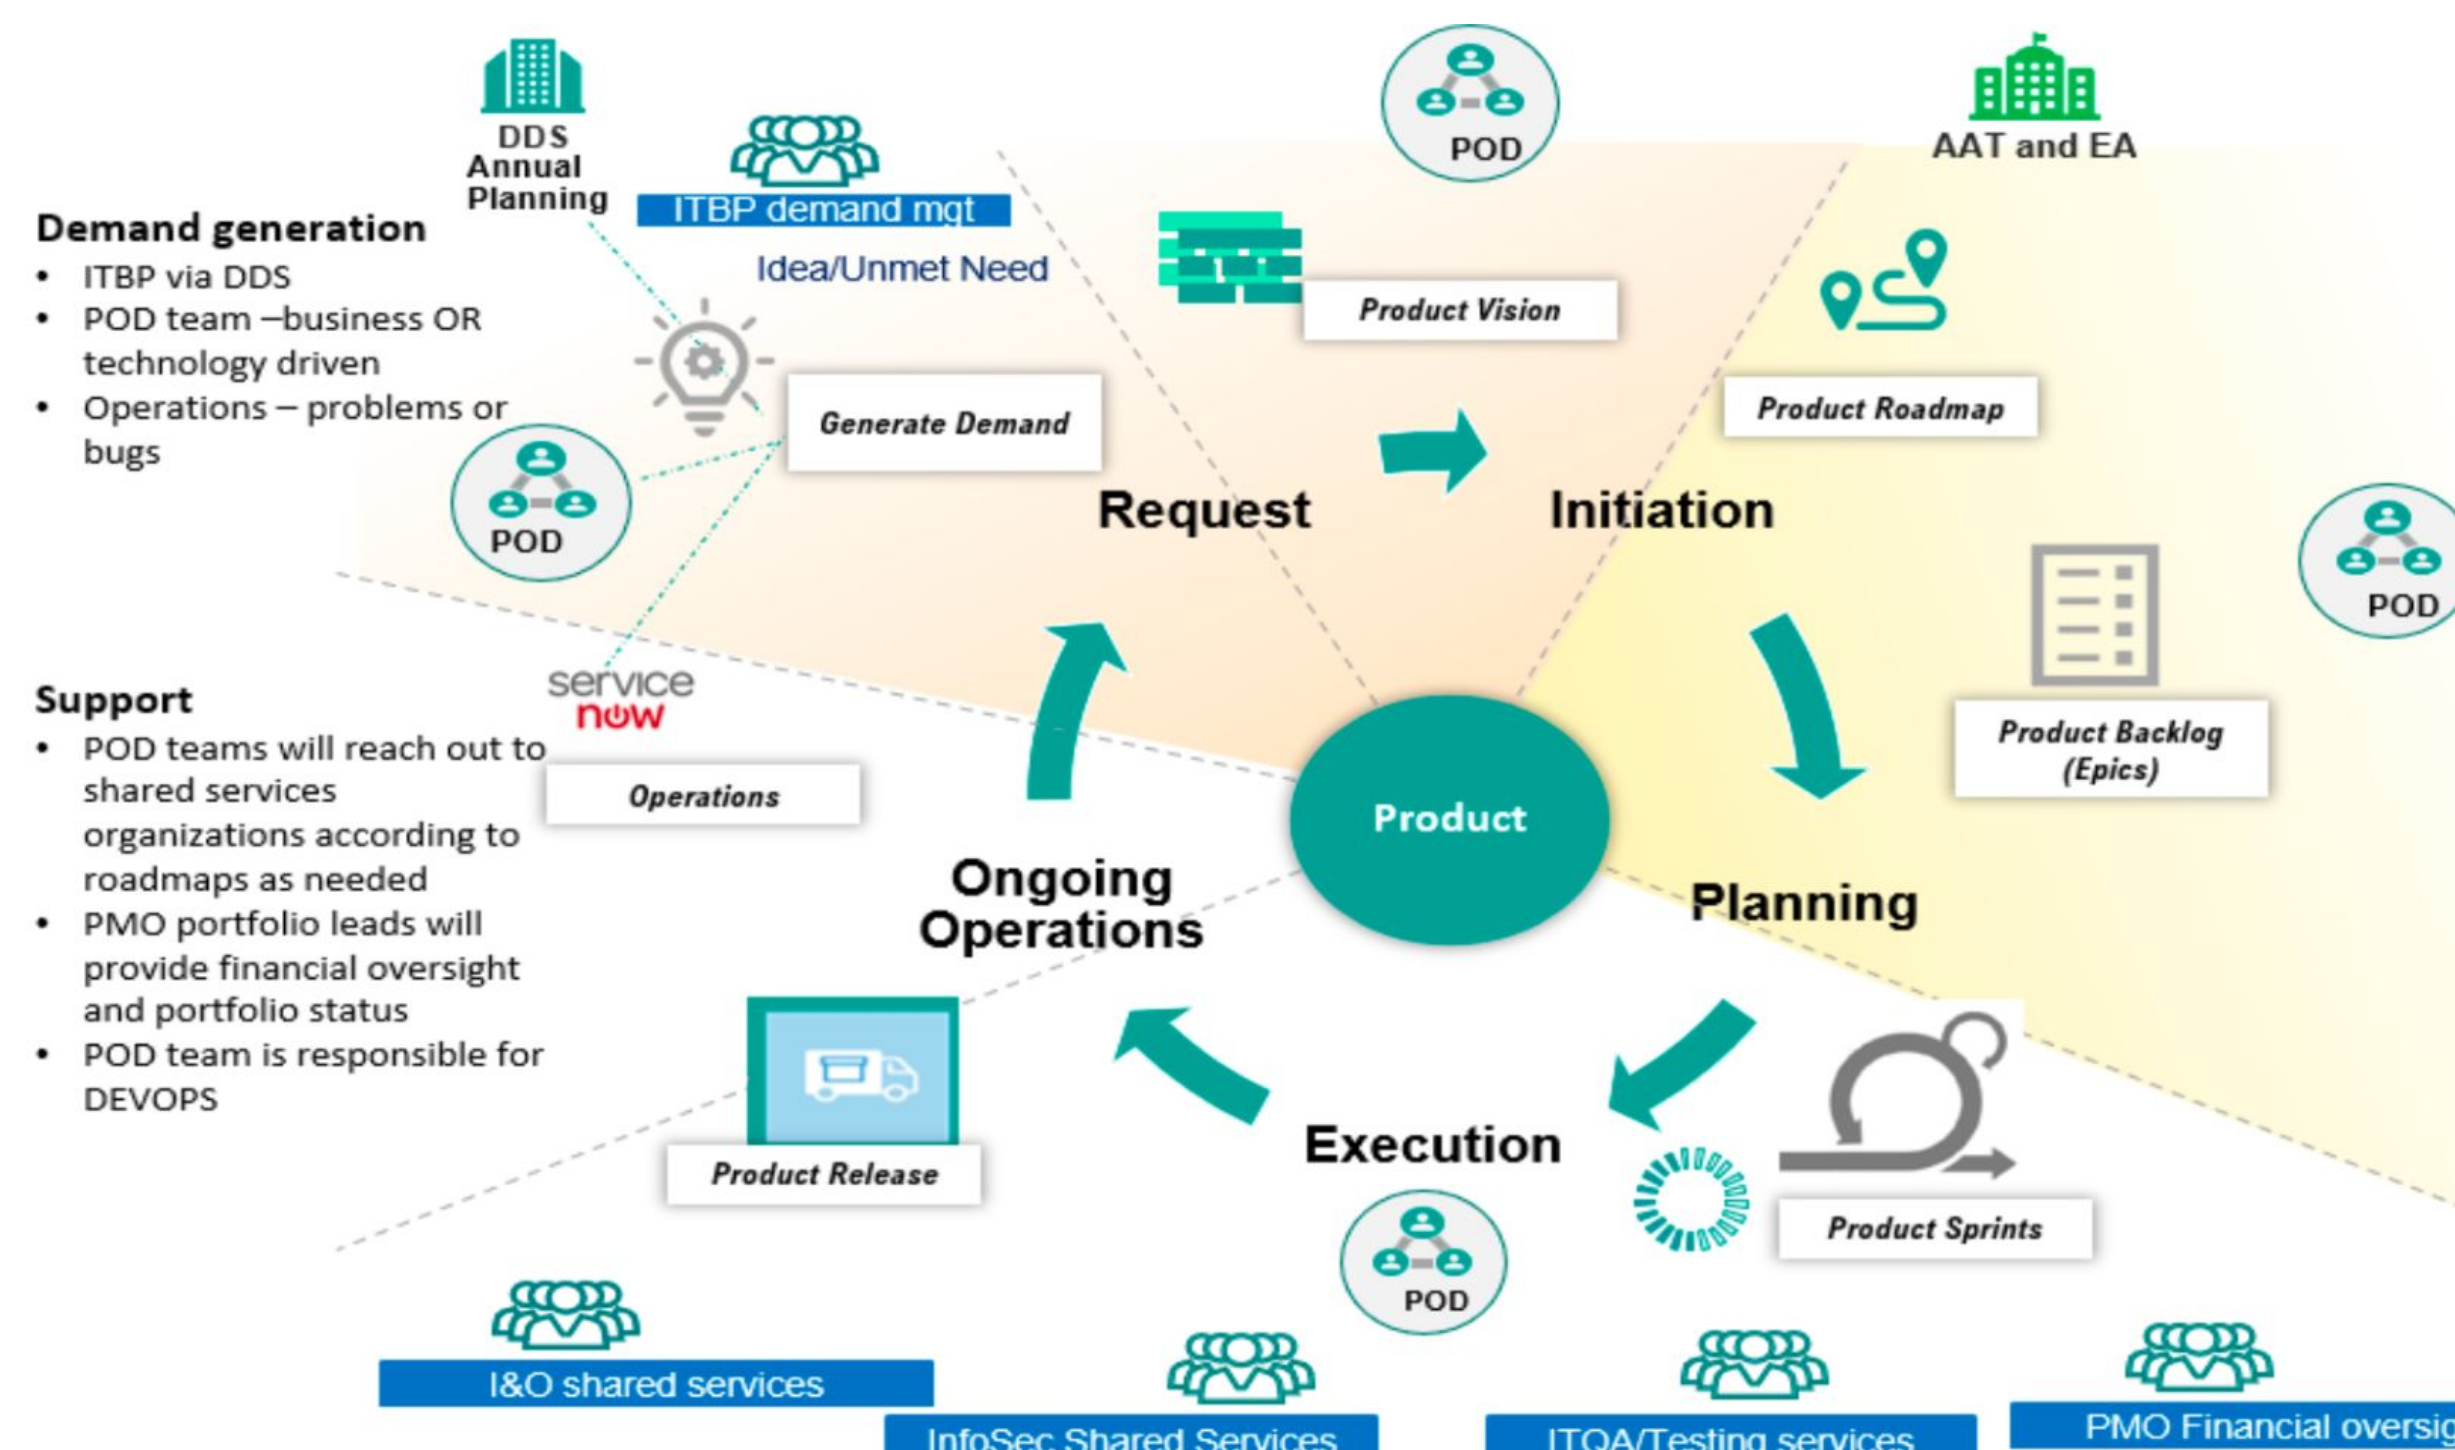 DDS
Annual
Planning
ITBP demand mgt
Idea/Unmet Need
POD
AAT and EA
Demand generation
• ITBP via DDS
• POD team –business OR
technology driven
• Operations – problems or
bugs
Product Vision
Product Roadmap
Generate Demand
POD
Request
Initiation
POD
service
now
Support
• POD teams will reach out to
shared services
organizations according to
roadmaps as needed
• PMO portfolio leads will
provide financial oversight
and portfolio status
• POD team is responsible for
DEVOPS
Operations
Product Backlog
(Epics)
Product
Ongoing
Operations
Planning
Product Release
Execution
Product Sprints
POD
I&O shared services
InfoSec Shared Services
ITQA/Testing services
PMO Financial